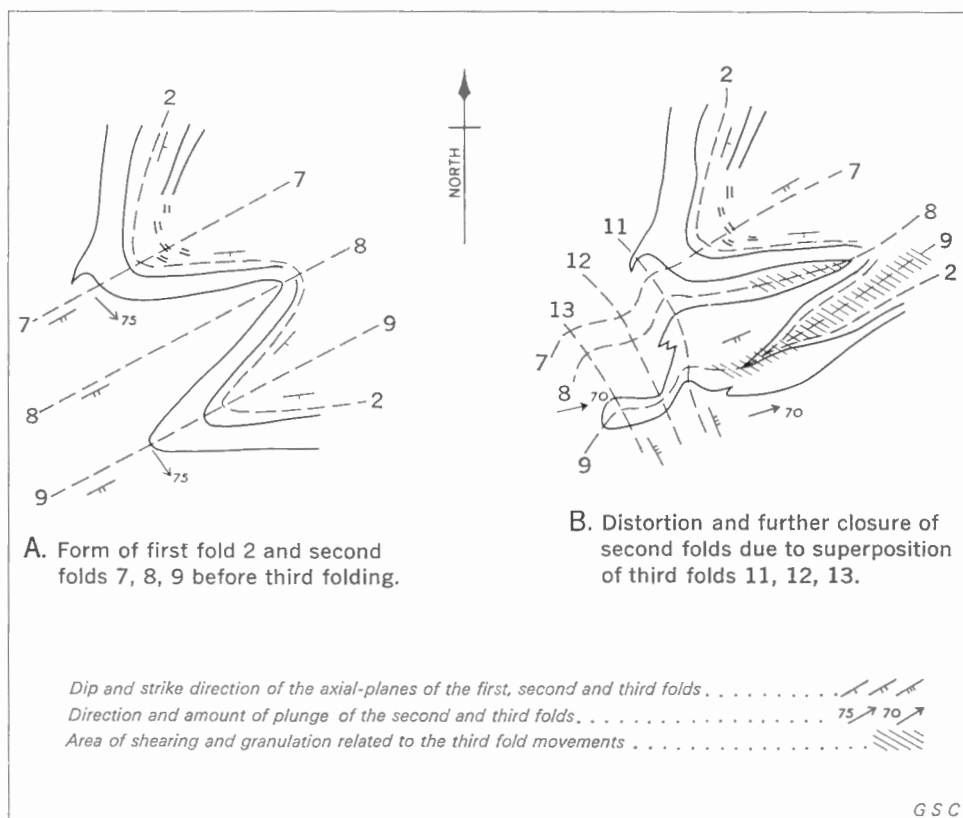 2
7
8
9
NORTH
7
75
8
2
9
75
A. Form of first fold 2 and second
folds 7, 8, 9 before third folding.
2
7
8
9
2
11
12
13
7
8
70
70
9
B. Distortion and further closure of
second folds due to superposition
of third folds 11, 12, 13.
Dip and strike direction of the axial-planes of the first, second and third folds . . . . . . . . . . .
Direction and amount of plunge of the second and third folds. . . . . . . . . . . . . . . . . . . 75 70
Area of shearing and granulation related to the third fold movements . . . . . . . . . . . . . . . . .
G S C